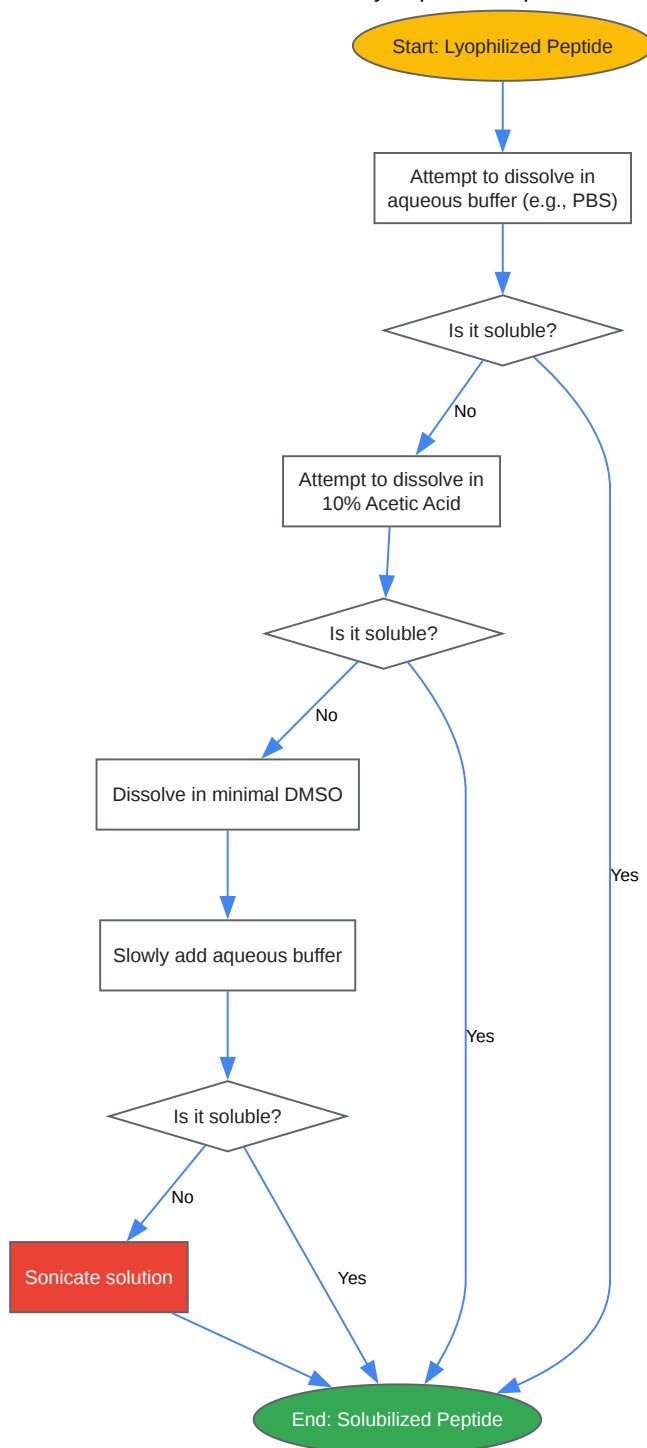 Start: Lyophilized Peptide
Attempt to dissolve in
aqueous buffer (e.g., PBS)
Is it soluble?
No
Attempt to dissolve in
10% Acetic Acid
Is it soluble?
No
Dissolve in minimal DMSO
Yes
Slowly add aqueous buffer
Yes
Is it soluble?
No
Sonicate solution
Yes
End: Solubilized Peptide